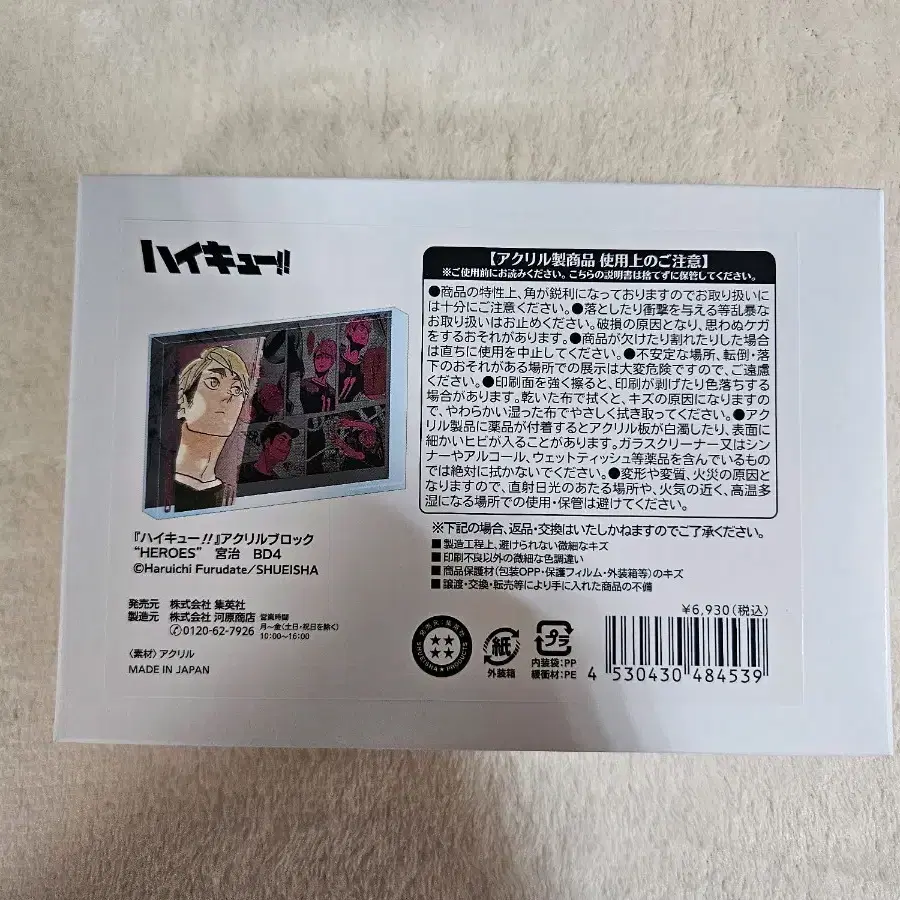 ハイキュー!!
『ハイキュー!!』アクリルブロック
"HEROES" 宮治 BD4
©Haruichi Furudate/SHUEISHA
発売元 株式会社 集英社
製造元 株式会社 河原商店
0120-62-7926 営業時間 月〜金(土日・祝日を除く) 10:00〜16:00
〈素材〉アクリル
MADE IN JAPAN
【アクリル製商品 使用上のご注意】
※ご使用前にお読みください。こちらの説明書は捨てずに保管してください。
●商品の特性上、角が鋭利になっておりますのでお取り扱いに
は十分にご注意ください。●落としたり衝撃を与える等乱暴な
お取り扱いはお止めください。破損の原因となり、思わぬケガ
をするおそれがあります。●商品が欠けたり割れたりした場合
は直ちに使用を中止してください。●不安定な場所、転倒・落
下のおそれがある場所での展示は大変危険ですので、ご遠慮
ください。●印刷面を強く擦ると、印刷が剥げたり色落ちする
場合があります。乾いた布で拭くと、キズの原因になりますの
で、やわらかい湿った布でやさしく拭き取ってください。●アク
リル製品に薬品が付着するとアクリル板が白濁したり、表面に
細かいヒビが入ることがあります。ガラスクリーナー又はシン
ナーやアルコール、ウェットティッシュ等薬品を含んでいるもの
では絶対に拭かないでください。●変形や変質、火災の原因と
なりますので、直射日光のあたる場所や、火気の近く、高温多
湿になる場所での使用・保管は避けてください。
※下記の場合、返品・交換はいたしかねますのでご了承ください。
■製造工程上、避けられない微細なキズ
■印刷不良以外の微細な色調違い
■商品保護材(包装OPP・保護フィルム・外装箱等)のキズ
■譲渡・交換・転売等により手に入れた商品の不備
¥6,930(税込)
SHUEISHA PRODUCTS
紙
外装箱
プラ
内装袋:PP
緩衝材:PE
4 530430 484539